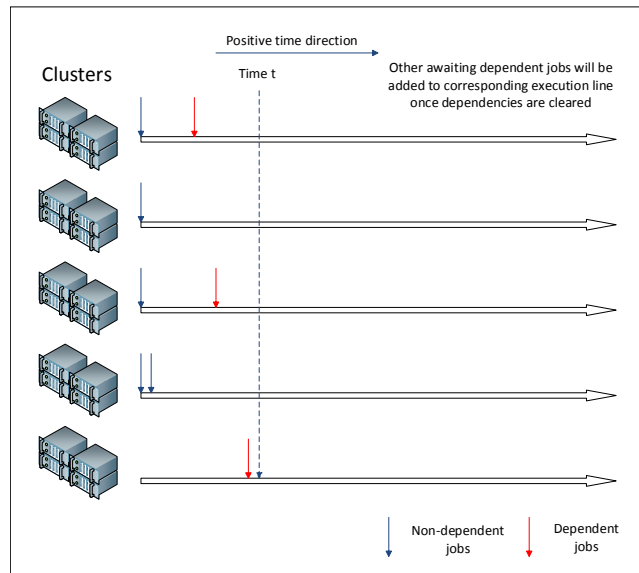 Positive time direction
Clusters
Time t
Other awaiting dependent jobs will be
added to corresponding execution line
once dependencies are cleared
Non-dependent
jobs
Dependent
jobs